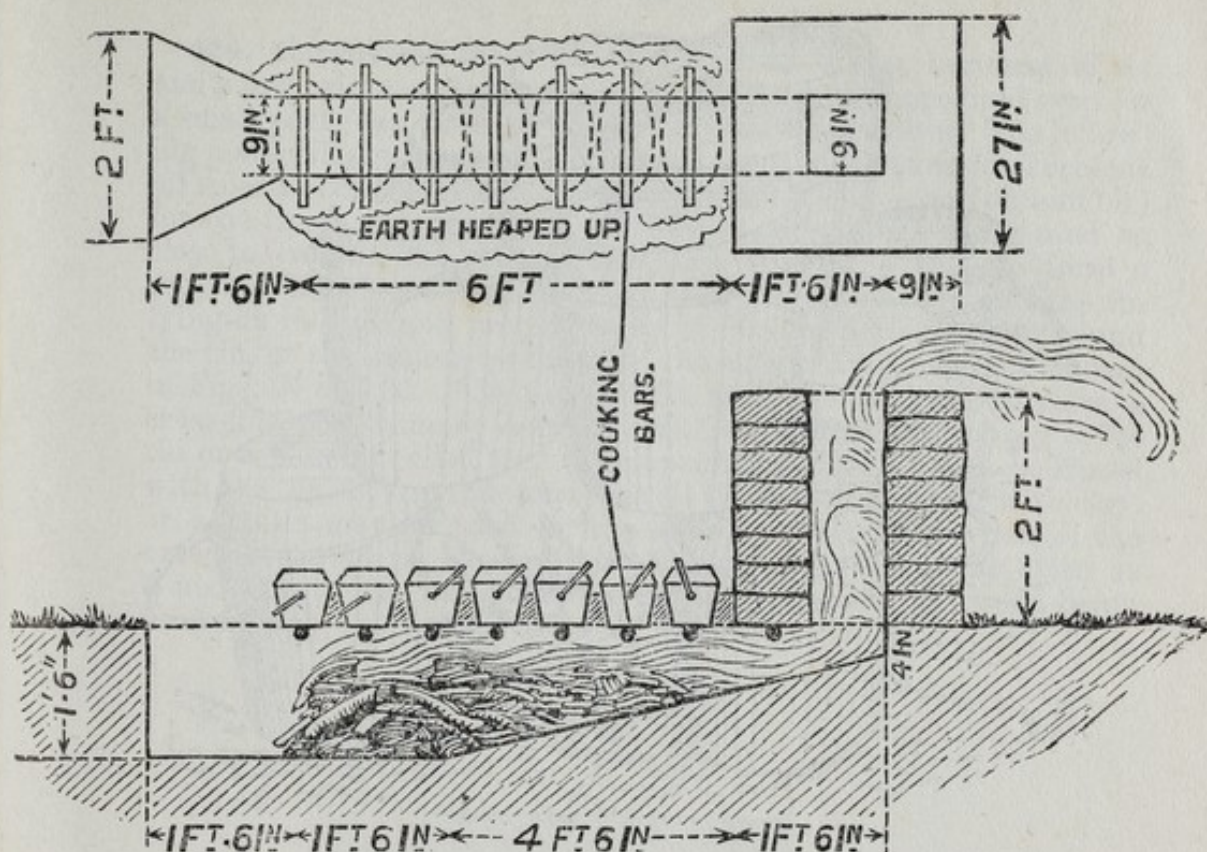 2 FT
9 IN
9 IN
27 IN
EARTH HEAPED UP.
1 FT. 6 IN
6 FT
1 FT. 6 IN
9 IN
COOKING
BARS.
2 FT.
1' 6"
4 IN
1 FT. 6 IN
1 FT 6 IN
4 FT 6 IN
1 FT 6 IN